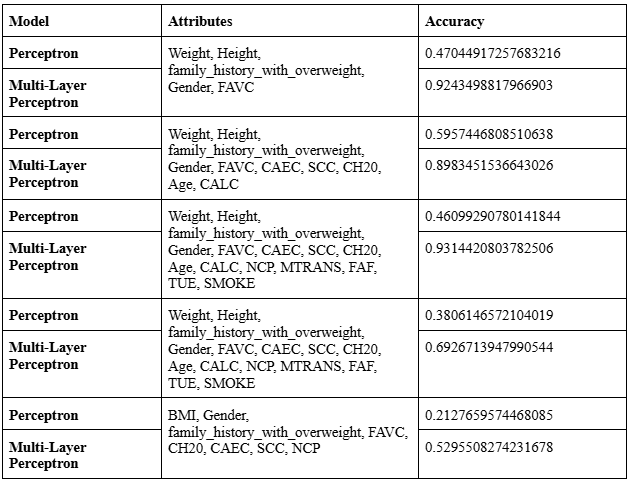 Model Attributes Accuracy
Perceptron
Weight, Height,
family_history_with_overweight,
Gender, FAVC
0.47044917257683216
Multi-Layer
Perceptron
0.9243498817966903
Perceptron
Weight, Height,
family_history_with_overweight,
Gender, FAVC, CAEC, SCC, CH20,
Age, CALC
0.5957446808510638
Multi-Layer
Perceptron
0.8983451536643026
Perceptron
Weight, Height,
family_history_with_overweight,
Gender, FAVC, CAEC, SCC, CH20,
Age, CALC, NCP, MTRANS, FAF,
TUE, SMOKE
0.46099290780141844
Multi-Layer
Perceptron
0.9314420803782506
Perceptron
Weight, Height,
family_history_with_overweight,
Gender, FAVC, CAEC, SCC, CH20,
Age, CALC, NCP, MTRANS, FAF,
TUE, SMOKE
0.3806146572104019
Multi-Layer
Perceptron
0.6926713947990544
Perceptron
BMI, Gender,
family_history_with_overweight, FAVC,
CH20, CAEC, SCC, NCP
0.2127659574468085
Multi-Layer
Perceptron
0.5295508274231678